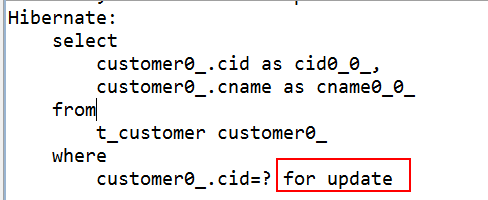 Hibernate:
select
customer0_.cid as cid0_0_,
customer0_.cname as cname0_0_
from
t_customer customer0_
where
customer0_.cid=? for update